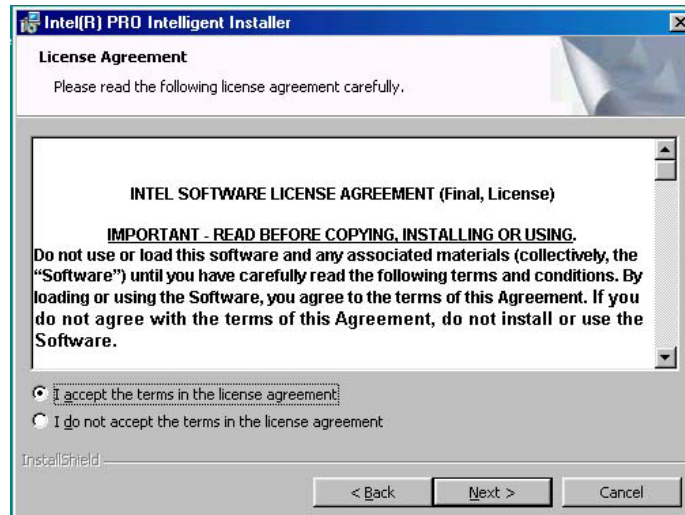 Intel(R) PRO Intelligent Installer
License Agreement
Please read the following license agreement carefully.
INTEL SOFTWARE LICENSE AGREEMENT (Final, License)
IMPORTANT - READ BEFORE COPYING, INSTALLING OR USING.
Do not use or load this software and any associated materials (collectively, the
“Software”) until you have carefully read the following terms and conditions. By
loading or using the Software, you agree to the terms of this Agreement. If you
do not agree with the terms of this Agreement, do not install or use the
Software.
I accept the terms in the license agreement
I do not accept the terms in the license agreement
InstallShield
< Back
Next >
Cancel